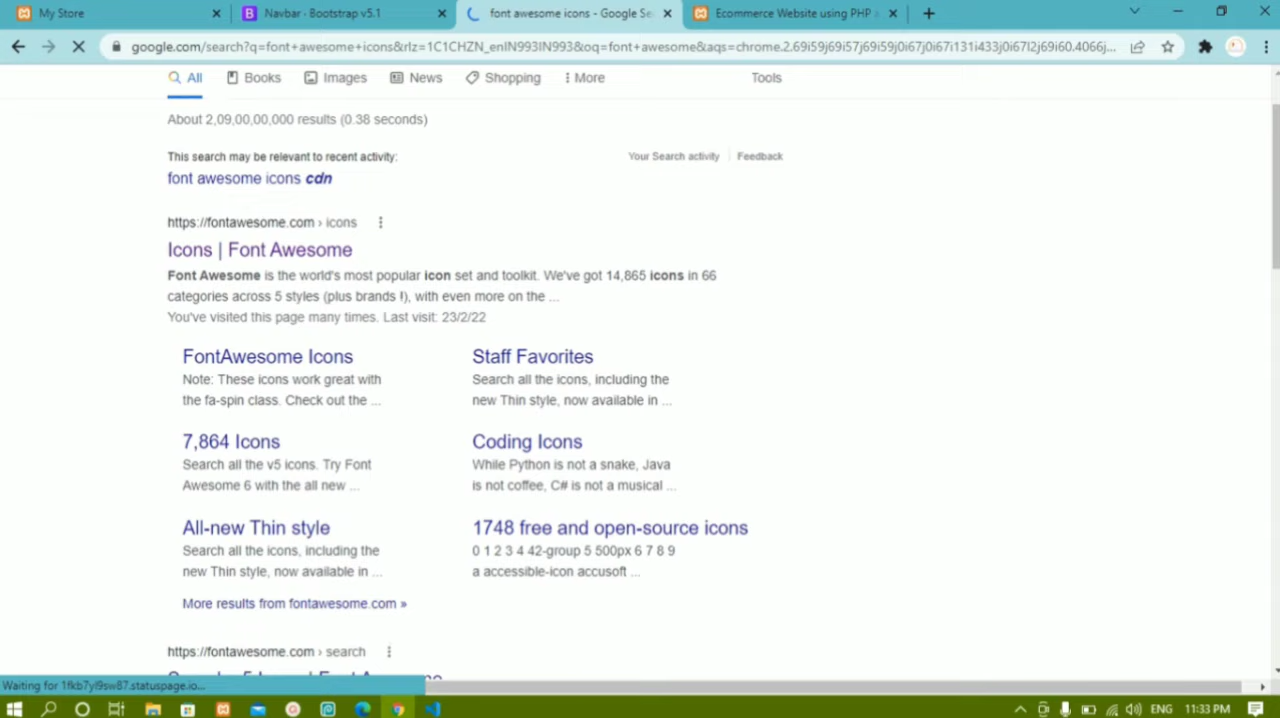 My Store
Navbar · Bootstrap v5.1
font awesome icons - Google Se
Ecommerce Website using PHP a
google.com/search?q=font+awesome+icons&rlz=1C1CHZN_enIN993IN993&oq=font+awesome&aqs=chrome.2.69i59j69i57j69i59j0i67j0i67i131i433j0i67l2j69i60.4066j...
All
Books
Images
News
Shopping
More
Tools
About 2,09,00,00,000 results (0.38 seconds)
This search may be relevant to recent activity:
Your Search activity
Feedback
font awesome icons cdn
https://fontawesome.com › icons
Icons | Font Awesome
Font Awesome is the world's most popular icon set and toolkit. We've got 14,865 icons in 66
categories across 5 styles (plus brands !), with even more on the ...
You've visited this page many times. Last visit: 23/2/22
FontAwesome Icons
Note: These icons work great with
the fa-spin class. Check out the ...
Staff Favorites
Search all the icons, including the
new Thin style, now available in ...
7,864 Icons
Search all the v5 icons. Try Font
Awesome 6 with the all new ...
Coding Icons
While Python is not a snake, Java
is not coffee, C# is not a musical ...
All-new Thin style
Search all the icons, including the
new Thin style, now available in ...
1748 free and open-source icons
0 1 2 3 4 42-group 5 500px 6 7 8 9
a accessible-icon accusoft ...
More results from fontawesome.com »
https://fontawesome.com › search
Waiting for 1fkb7yl9sw87.statuspage.io...
ENG
11:33 PM